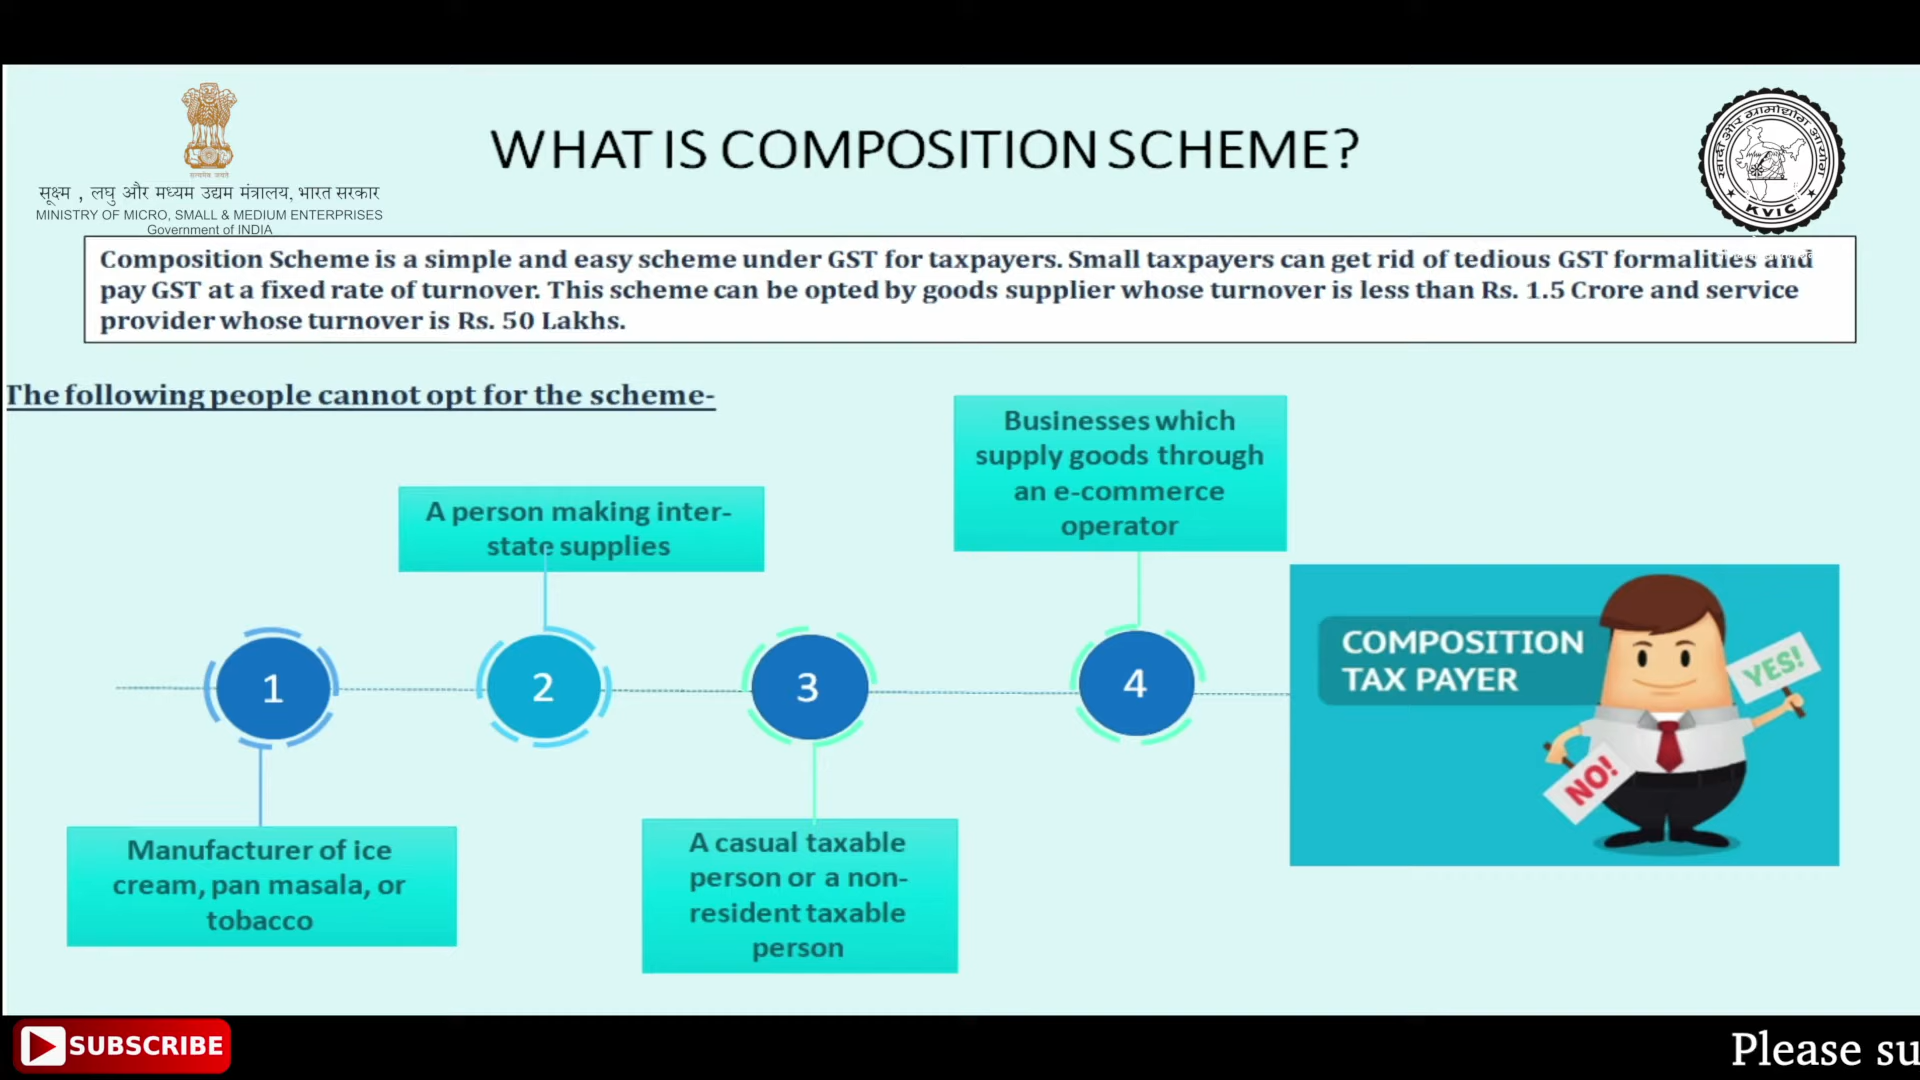 WHAT IS COMPOSITION SCHEME?
सत्यमेव जयते
सूक्ष्म , लघु और मध्यम उद्यम मंत्रालय, भारत सरकार
MINISTRY OF MICRO, SMALL & MEDIUM ENTERPRISES
Government of INDIA
खादी और ग्रामोद्योग आयोग
KVIC
Composition Scheme is a simple and easy scheme under GST for taxpayers. Small taxpayers can get rid of tedious GST formalities and
pay GST at a fixed rate of turnover. This scheme can be opted by goods supplier whose turnover is less than Rs. 1.5 Crore and service
provider whose turnover is Rs. 50 Lakhs.
The following people cannot opt for the scheme-
1
Manufacturer of ice
cream, pan masala, or
tobacco
2
A person making inter-
state supplies
3
A casual taxable
person or a non-
resident taxable
person
4
Businesses which
supply goods through
an e-commerce
operator
COMPOSITION
TAX PAYER
YES!
NO!
SUBSCRIBE
Please su